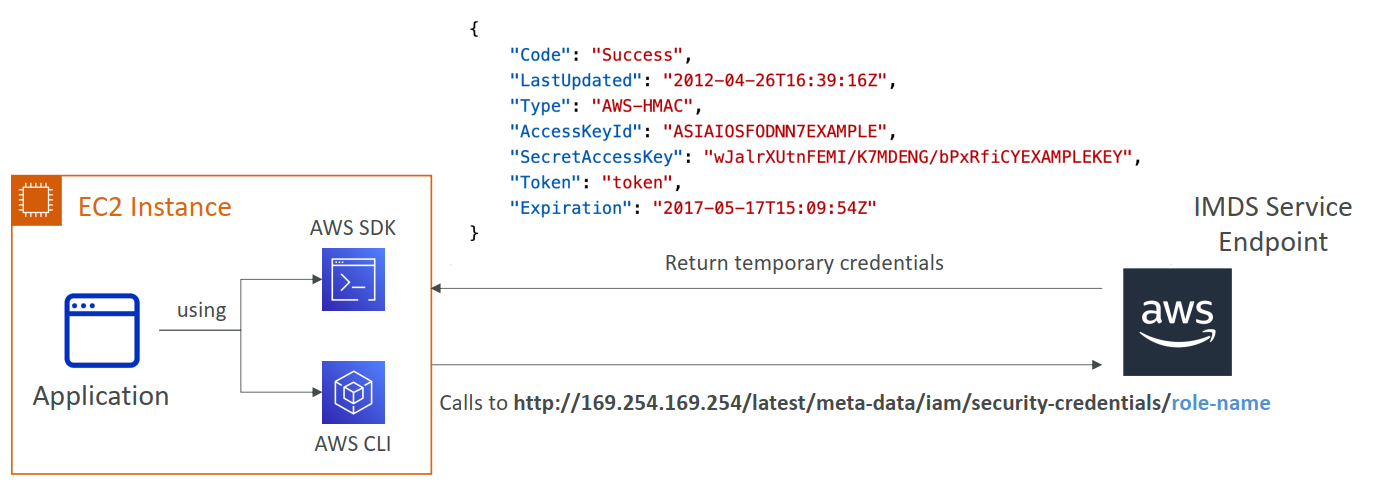 {
"Code": "Success",
"LastUpdated": "2012-04-26T16:39:16Z",
"Type": "AWS-HMAC",
"AccessKeyId": "ASIAIOSFODNN7EXAMPLE",
"SecretAccessKey": "wJalrXUtnFEMI/K7MDENG/bPxRfiCYEXAMPLEKEY",
"Token": "token",
"Expiration": "2017-05-17T15:09:54Z"
}
EC2 Instance
AWS SDK
using
Application
AWS CLI
Return temporary credentials
Calls to http://169.254.169.254/latest/meta-data/iam/security-credentials/role-name
IMDS Service
Endpoint
aws